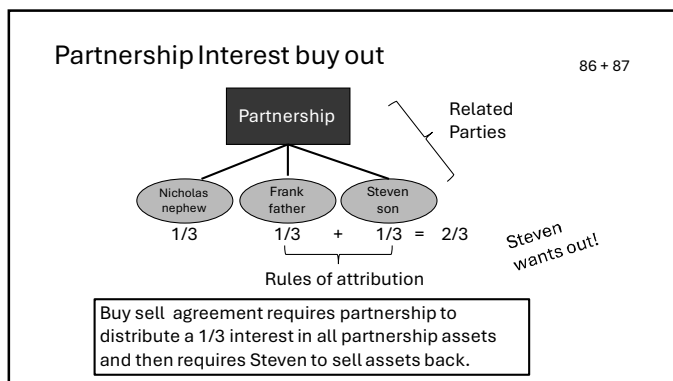 Partnership Interest buy out
86 + 87
Partnership
Related
Parties
Nicholas
nephew
Frank
father
Steven
son
1/3 1/3 + 1/3 = 2/3
Steven
wants out!
Rules of attribution
Buy sell agreement requires partnership to
distribute a 1/3 interest in all partnership assets
and then requires Steven to sell assets back.